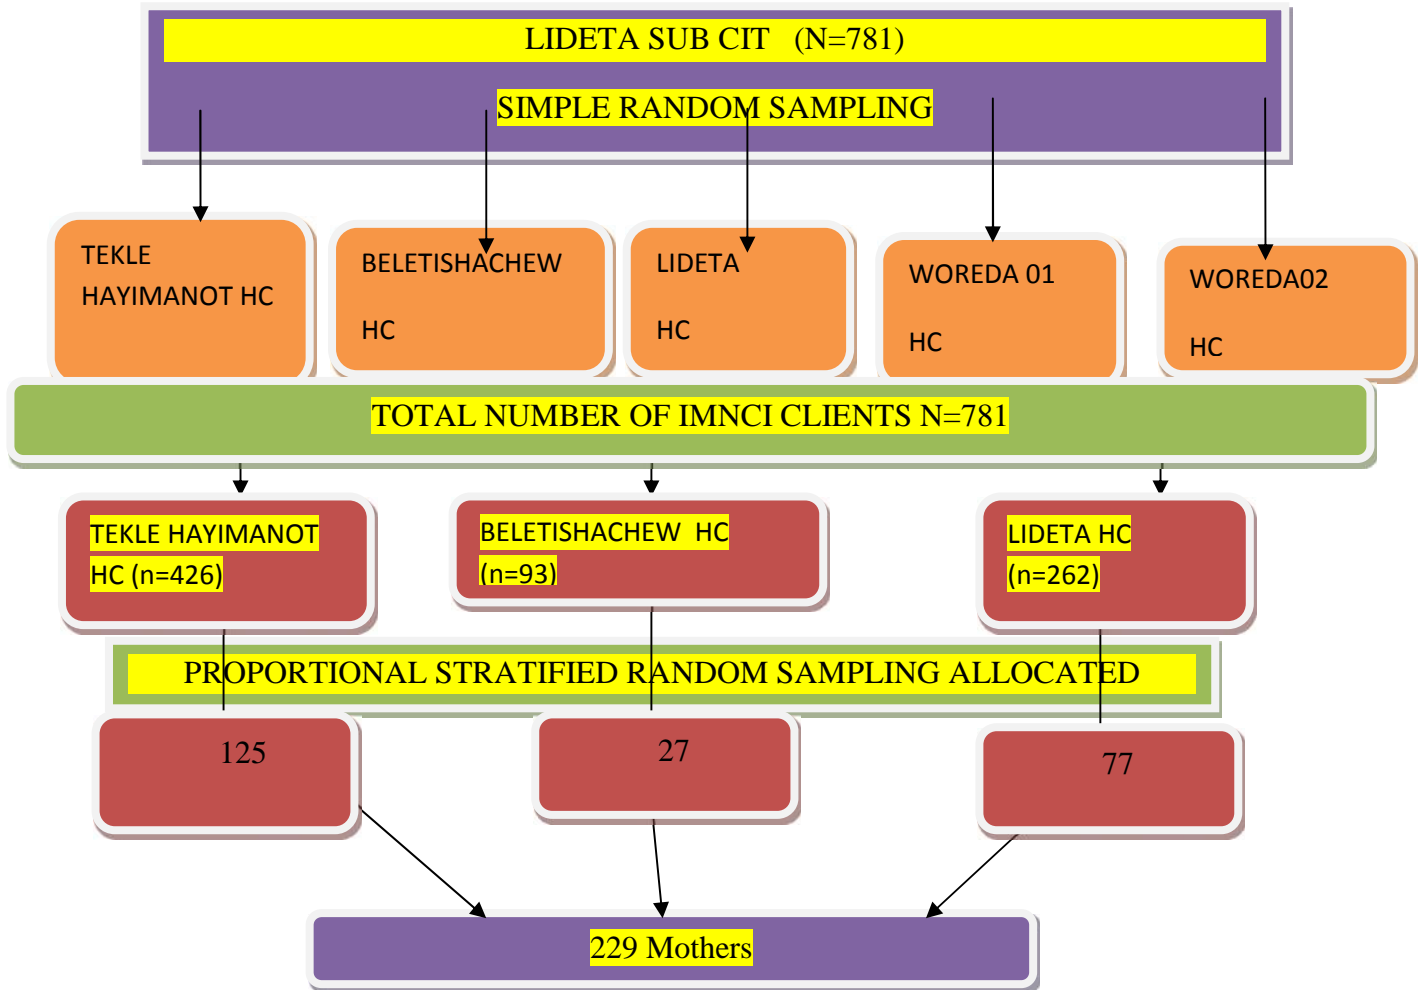 LIDETA SUB CIT (N=781)
SIMPLE RANDOM SAMPLING
TEKLE
HAYIMANOT HC
BELETISHACHEW
HC
LIDETA
HC
WOREDA 01
HC
WOREDA02
HC
TOTAL NUMBER OF IMNCI CLIENTS N=781
TEKLE HAYIMANOT
HC (n=426)
BELETISHACHEW HC
(n=93)
LIDETA HC
(n=262)
PROPORTIONAL STRATIFIED RANDOM SAMPLING ALLOCATED
125
27
77
229 Mothers